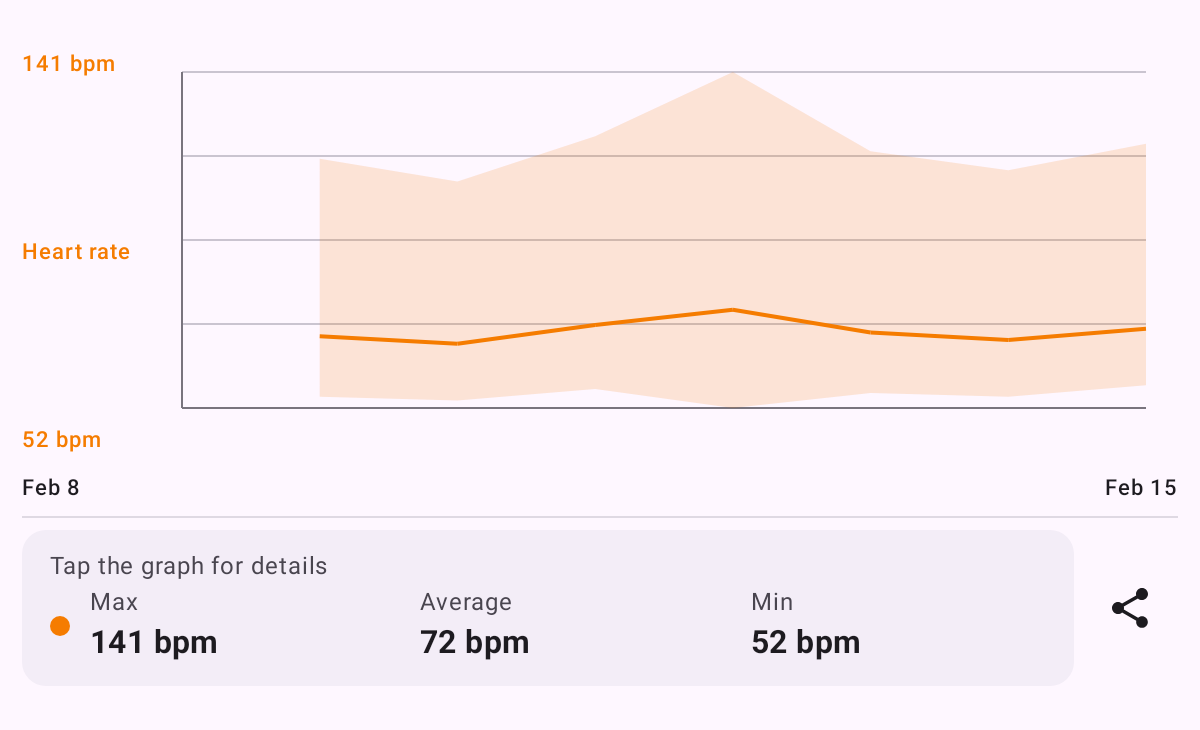 141 bpm
Heart rate
52 bpm
Feb 8 Feb 15
Tap the graph for details
Max Average Min
141 bpm 72 bpm 52 bpm